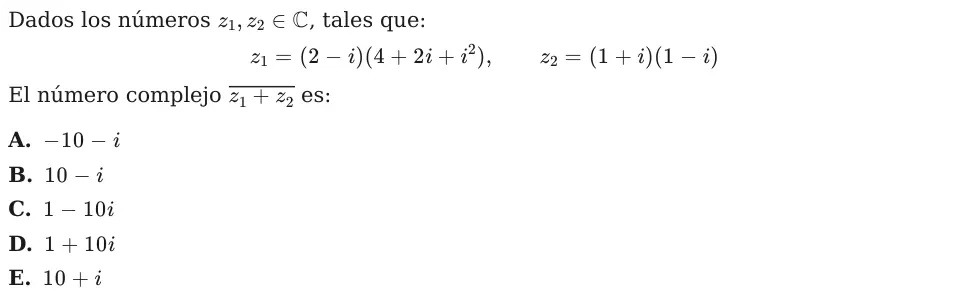 Dados los números z₁, z₂ ∈ ℂ, tales que:
z₁ = (2 − i)(4 + 2i + i²), z₂ = (1 + i)(1 − i)
El número complejo \overline{z₁ + z₂} es:
A. −10 − i
B. 10 − i
C. 1 − 10i
D. 1 + 10i
E. 10 + i